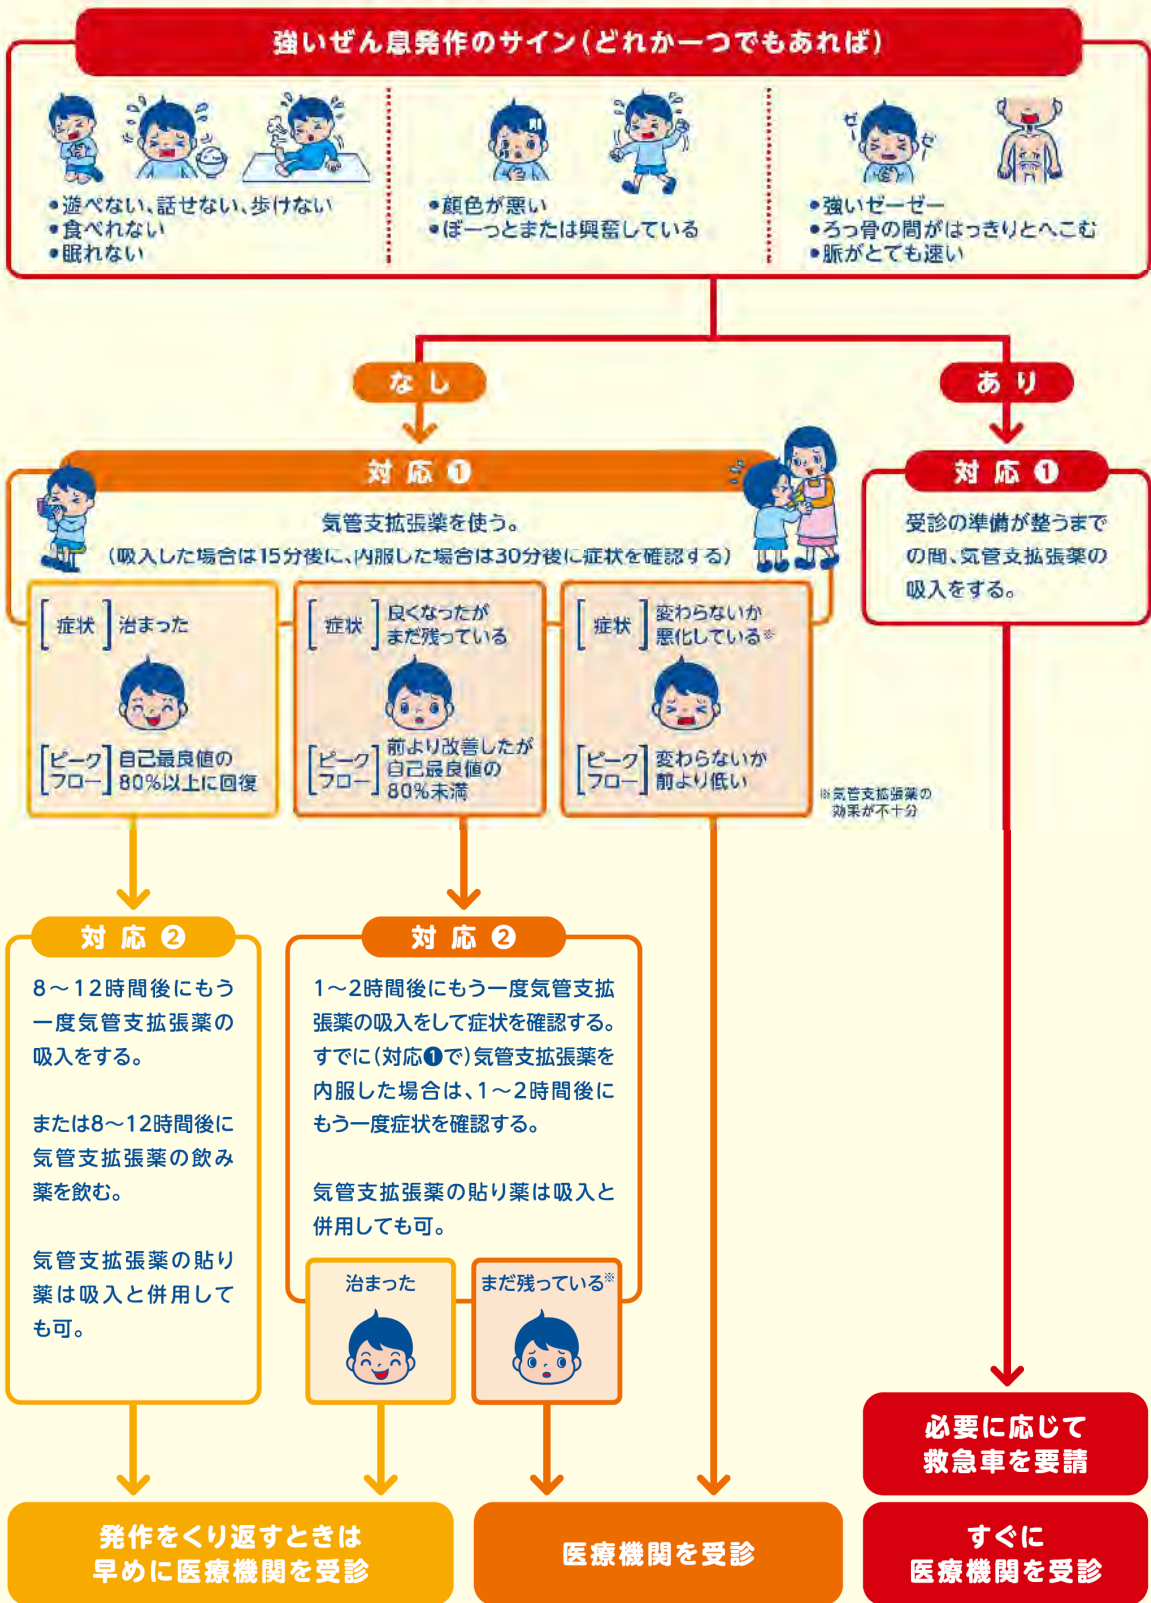 強いぜん息発作のサイン(どれか一つでもあれば)
•遊べない、話せない、歩けない
•食べれない
•眠れない
•顔色が悪い
•ぼーっとまたは興奮している
ゼー
ゼー
•強いゼーゼー
•ろっ骨の間がはっきりとへこむ
•脈がとても速い
なし
あり
対応❶
気管支拡張薬を使う。
(吸入した場合は15分後に、内服した場合は30分後に症状を確認する)
対応❶
受診の準備が整うまで
の間、気管支拡張薬の
吸入をする。
[症状] 治まった
[ピークフロー] 自己最良値の
80%以上に回復
[症状] 良くなったが
まだ残っている
[ピークフロー] 前より改善したが
自己最良値の
80%未満
[症状] 変わらないか
悪化している※
[ピークフロー] 変わらないか
前より低い
※気管支拡張薬の
効果が不十分
対応❷
8〜12時間後にもう
一度気管支拡張薬の
吸入をする。
または8〜12時間後に
気管支拡張薬の飲み
薬を飲む。
気管支拡張薬の貼り
薬は吸入と併用して
も可。
対応❷
1〜2時間後にもう一度気管支拡
張薬の吸入をして症状を確認する。
すでに(対応❶で)気管支拡張薬を
内服した場合は、1〜2時間後に
もう一度症状を確認する。
気管支拡張薬の貼り薬は吸入と
併用しても可。
治まった
まだ残っている※
発作をくり返すときは
早めに医療機関を受診
医療機関を受診
必要に応じて
救急車を要請
すぐに
医療機関を受診